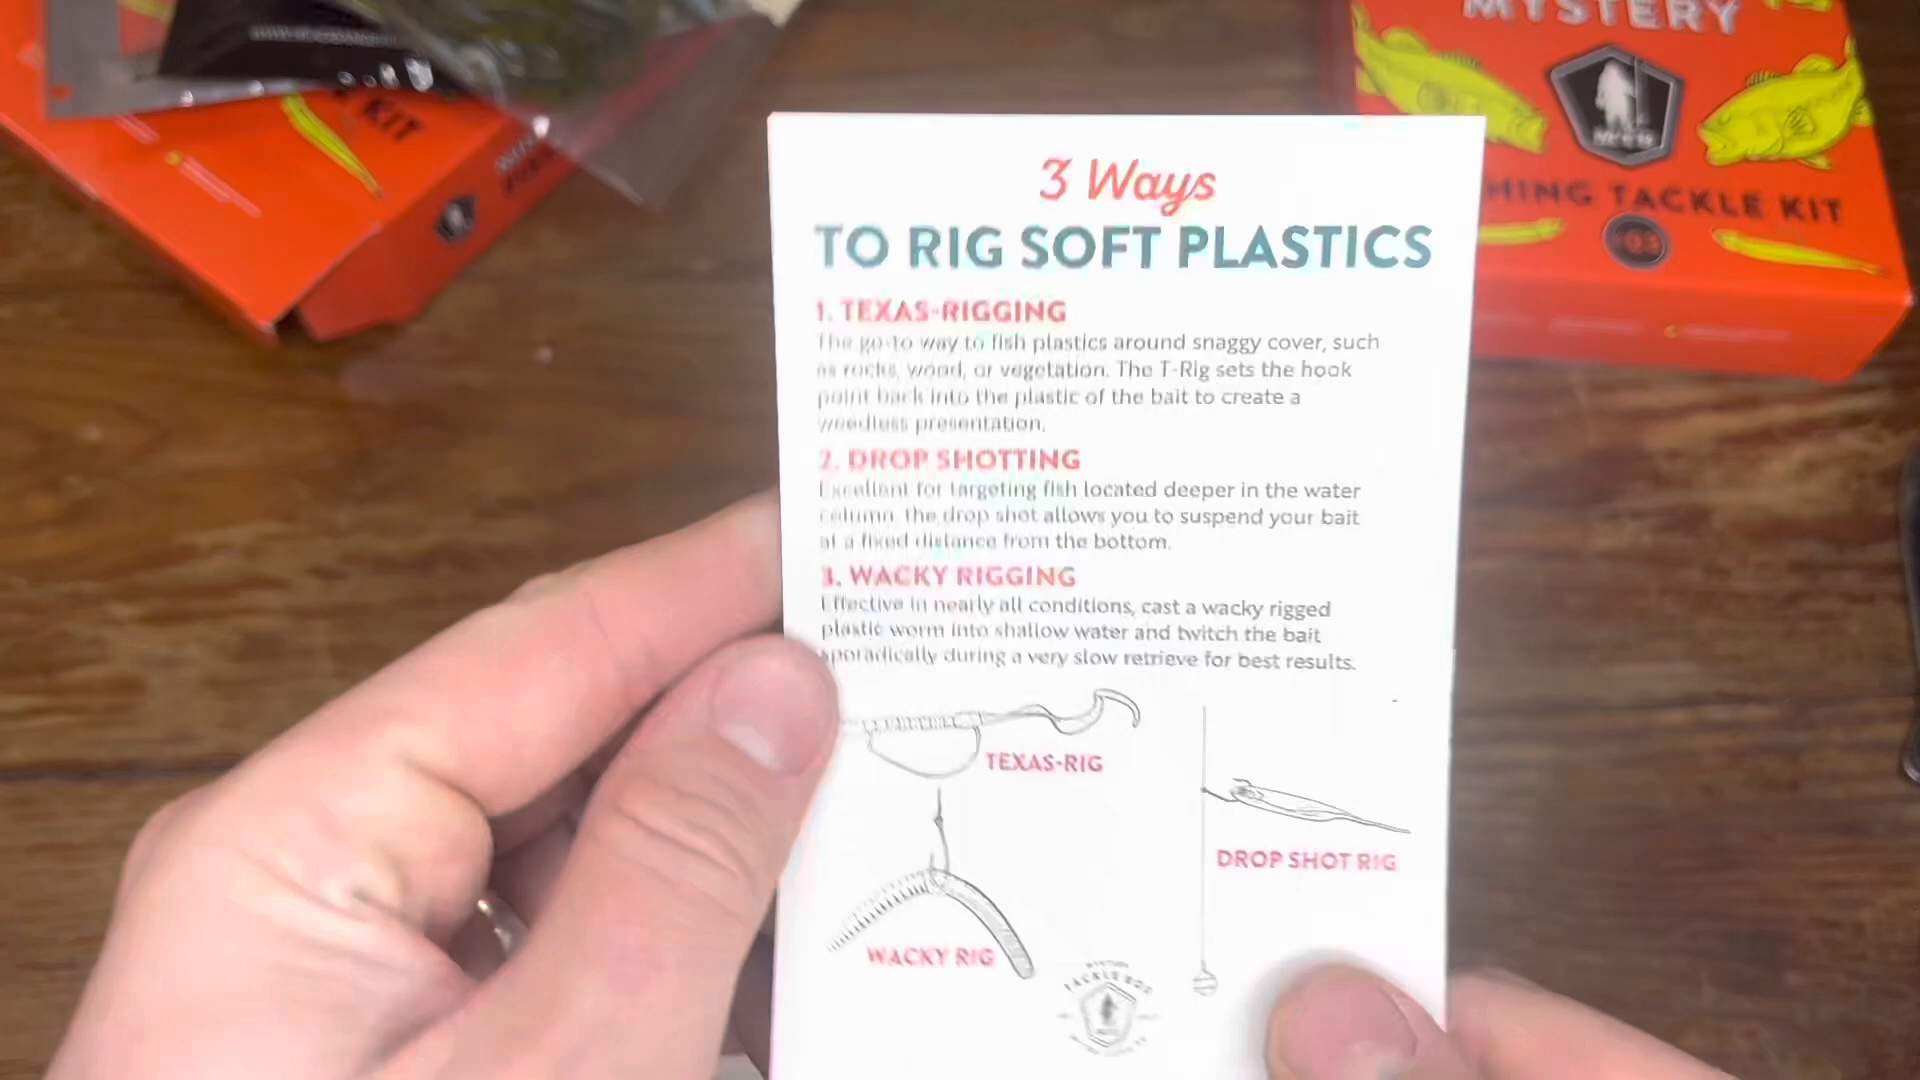 MYSTERY
HING TACKLE KIT
KIT
3 Ways
TO RIG SOFT PLASTICS
1. TEXAS-RIGGING
The go-to way to fish plastics around snaggy cover, such
as rocks, wood, or vegetation. The T-Rig sets the hook
point back into the plastic of the bait to create a
weedless presentation.
2. DROP SHOTTING
Excellent for targeting fish located deeper in the water
column, the drop shot allows you to suspend your bait
at a fixed distance from the bottom.
3. WACKY RIGGING
Effective in nearly all conditions, cast a wacky rigged
plastic worm into shallow water and twitch the bait
sporadically during a very slow retrieve for best results.
TEXAS-RIG
DROP SHOT RIG
WACKY RIG
TACKLE BOX